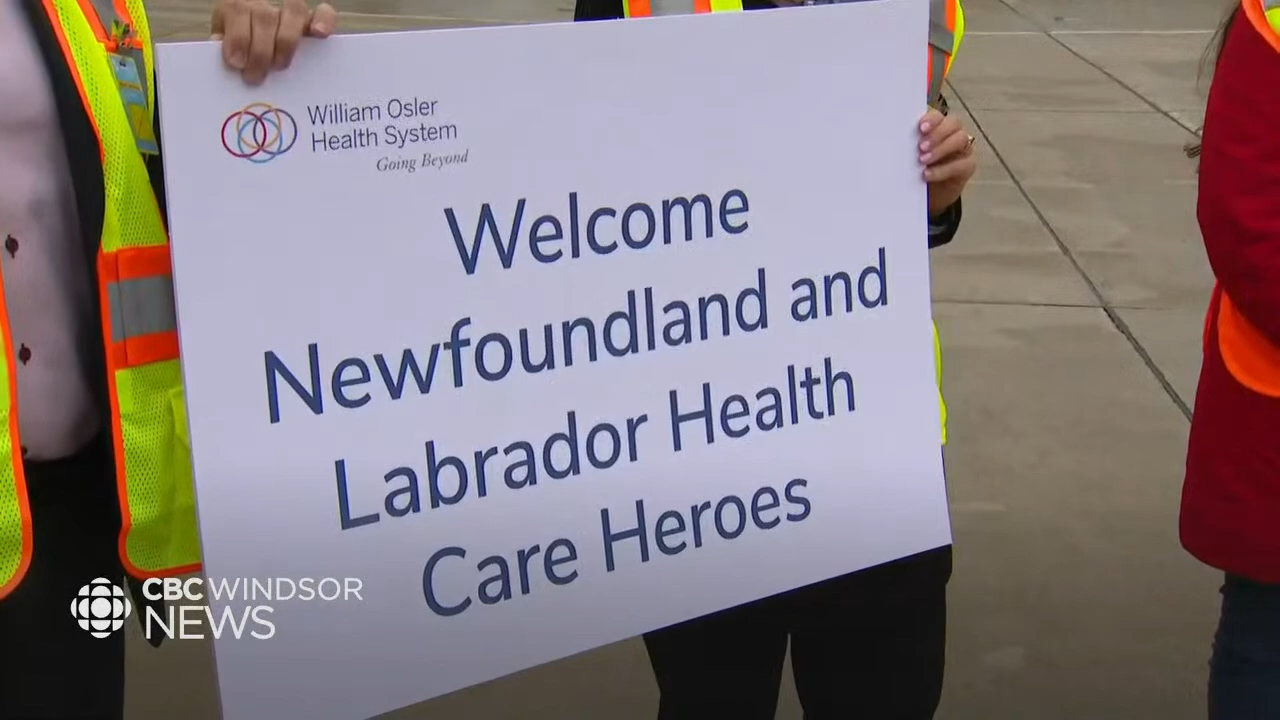 William Osler
Health System
Going Beyond
Welcome
Newfoundland and
Labrador Health
Care Heroes
CBC WINDSOR
NEWS